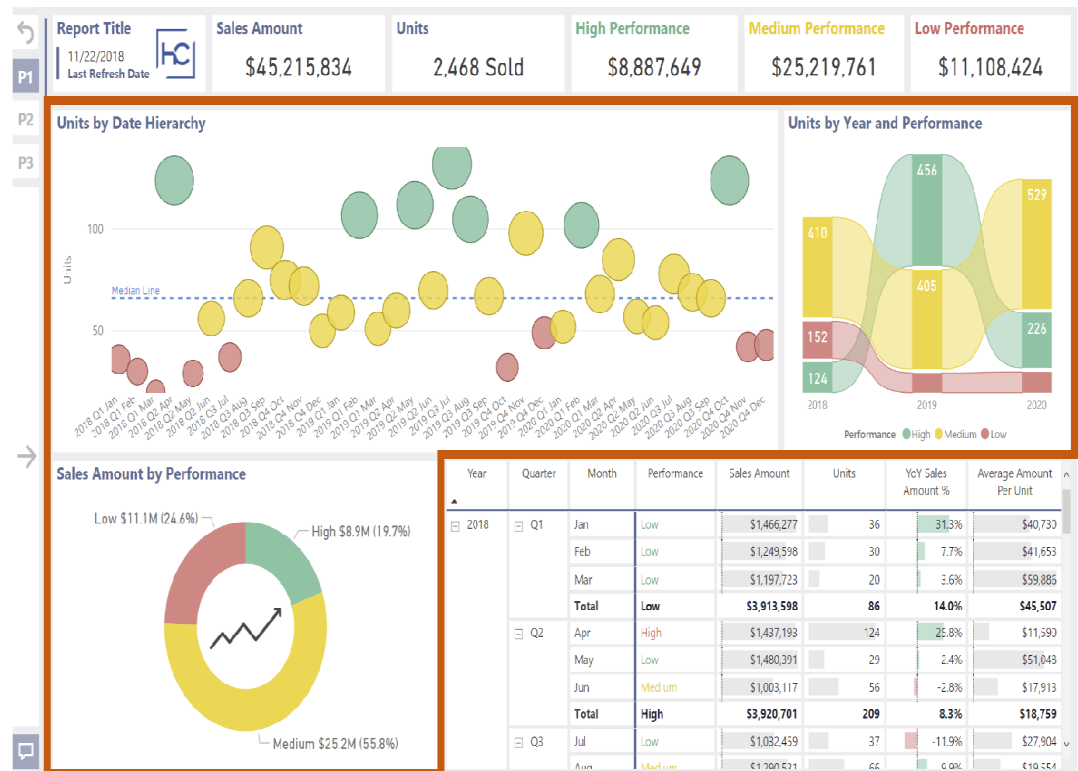 Report Title
11/22/2018
Last Refresh Date
HC
Sales Amount
$45,215,834
Units
2,468 Sold
High Performance
$8,887,649
Medium Performance
$25,219,761
Low Performance
$11,108,424
P1
P2
P3
Units by Date Hierarchy
Units
100
50
Median Line
2018 Q1 Jan
2018 Q1 Feb
2018 Q1 Mar
2018 Q2 Apr
2018 Q2 May
2018 Q2 Jun
2018 Q3 Jul
2018 Q3 Aug
2018 Q3 Sep
2018 Q4 Oct
2018 Q4 Nov
2018 Q4 Dec
2019 Q1 Jan
2019 Q1 Feb
2019 Q1 Mar
2019 Q2 Apr
2019 Q2 May
2019 Q2 Jun
2019 Q3 Jul
2019 Q3 Aug
2019 Q3 Sep
2019 Q4 Oct
2019 Q4 Nov
2019 Q4 Dec
2020 Q1 Jan
2020 Q1 Feb
2020 Q1 Mar
2020 Q2 Apr
2020 Q2 May
2020 Q2 Jun
2020 Q3 Jul
2020 Q3 Aug
2020 Q3 Sep
2020 Q4 Oct
2020 Q4 Nov
2020 Q4 Dec
Units by Year and Performance
456
529
410
405
152
226
124
2018 2019 2020
Performance High Medium Low
Sales Amount by Performance
Low $11.1M (24.6%)
High $8.9M (19.7%)
Medium $25.2M (55.8%)
Year Quarter Month Performance Sales Amount Units YoY Sales Amount % Average Amount Per Unit
2018 Q1 Jan Low $1,466,277 36 31.3% $40,730
Feb Low $1,249,598 30 7.7% $41,653
Mar Low $1,197,723 20 3.6% $59,886
Total Low $3,913,598 86 14.0% $45,507
Q2 Apr High $1,437,193 124 25.8% $11,590
May Low $1,480,391 29 2.4% $51,048
Jun Medium $1,003,117 56 -2.8% $17,913
Total High $3,920,701 209 8.3% $18,759
Q3 Jul Low $1,032,459 37 -11.9% $27,904
Aug Medium 66 9.9% $19,554